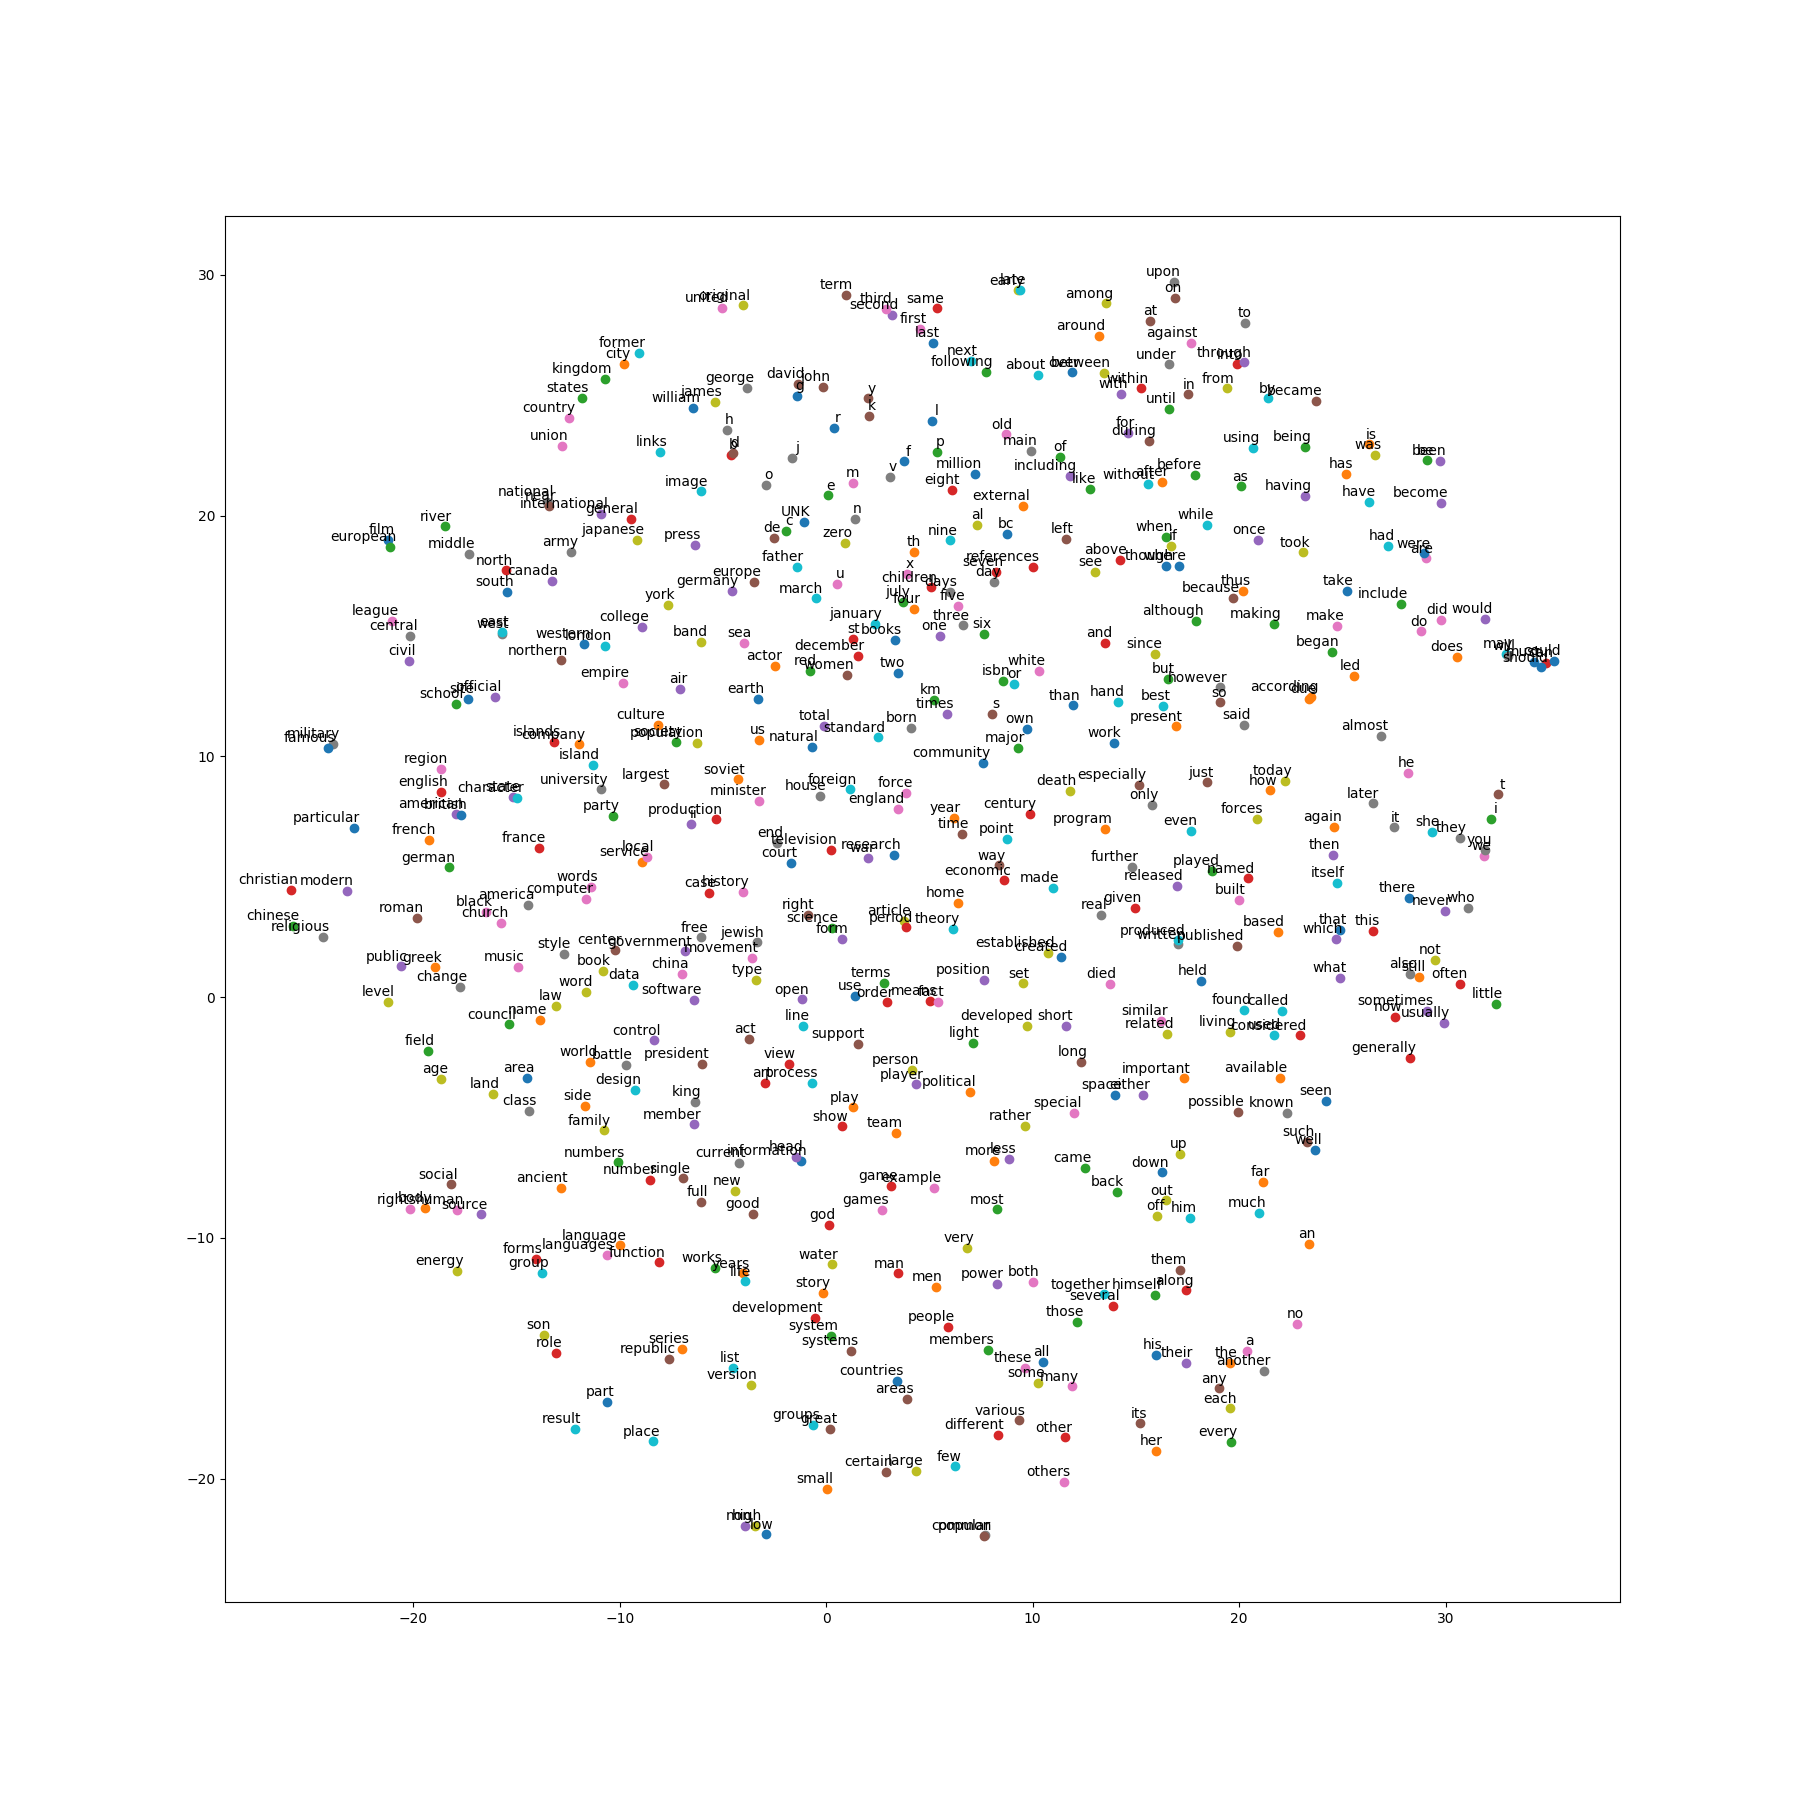 30
20
10
0
−10
−20
−20
−10
0
10
20
30
upon
early
late
term
on
united
original
third
second
same
among
first
at
to
last
around
against
former
city
next
following
about
over
between
under
through
into
kingdom
george
david
john
within
with
in
from
by
became
states
william
james
g
y
until
country
h
r
k
l
old
for
during
union
links
b
d
j
f
p
main
of
using
being
is
was
be
been
image
o
e
m
v
million
eight
including
like
without
after
before
as
has
national
near
international
general
external
having
have
become
river
UNK
n
al
bc
film
european
middle
army
japanese
press
de
c
zero
nine
th
left
when
if
while
once
took
had
were
are
north
canada
father
x
references
seven
day
see
above
though
where
south
germany
europe
u
children
days
because
thus
take
york
march
july
four
five
include
league
central
college
january
one
three
six
although
making
make
did
would
do
east
west
western
london
band
sea
st
books
and
civil
northern
december
since
began
does
may
will
must
can
could
should
actor
red
women
two
isbn
or
white
but
however
led
empire
school
site
official
air
earth
km
times
s
than
hand
best
so
according
due
culture
total
standard
born
own
present
said
military
famous
islands
company
society
population
us
natural
major
work
almost
region
island
community
he
english
state
character
university
largest
soviet
minister
house
foreign
force
england
death
especially
only
just
today
how
t
american
british
party
production
ii
year
century
forces
later
i
particular
french
time
point
program
even
again
it
she
they
you
we
france
end
television
german
local
service
court
war
research
way
economic
further
played
then
released
named
itself
christian
modern
words
computer
case
history
made
america
home
given
built
there
never
who
chinese
religious
roman
black
church
right
science
article
period
theory
real
based
that
this
which
style
center
government
free
jewish
form
established
created
produced
written
published
public
greek
music
movement
not
also
still
often
change
book
data
china
type
terms
position
set
died
held
what
level
word
software
open
use
order
means
fact
little
law
name
council
line
developed
short
similar
related
found
called
living
used
considered
sometimes
now
usually
field
control
act
support
light
generally
age
world
battle
president
view
long
area
art
process
person
player
political
important
available
land
design
space
either
seen
class
side
king
play
special
possible
known
family
member
show
team
rather
such
well
numbers
current
information
head
more
less
up
social
ancient
number
single
came
down
far
rights
body
human
source
full
new
game
example
back
out
good
god
games
most
off
him
much
forms
language
languages
function
very
an
energy
group
works
years
life
water
man
men
power
both
them
story
together
himself
along
several
development
people
those
no
son
system
role
series
republic
systems
members
his
a
list
these
all
their
the
another
version
countries
some
many
any
part
areas
each
result
place
groups
great
various
different
other
its
every
her
certain
large
few
others
small
high
low
popular
common